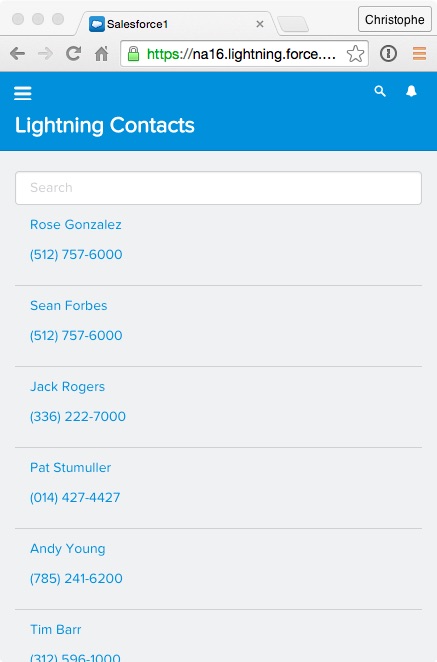 Salesforce1
Christophe
https://na16.lightning.force....
Lightning Contacts
Search
Rose Gonzalez
(512) 757-6000
Sean Forbes
(512) 757-6000
Jack Rogers
(336) 222-7000
Pat Stumuller
(014) 427-4427
Andy Young
(785) 241-6200
Tim Barr
(312) 596-1000